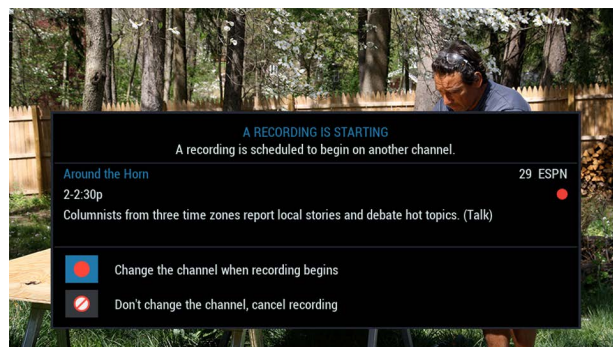 A RECORDING IS STARTING
A recording is scheduled to begin on another channel.
Around the Horn 29 ESPN
2-2:30p
Columnists from three time zones report local stories and debate hot topics. (Talk)
Change the channel when recording begins
Don't change the channel, cancel recording